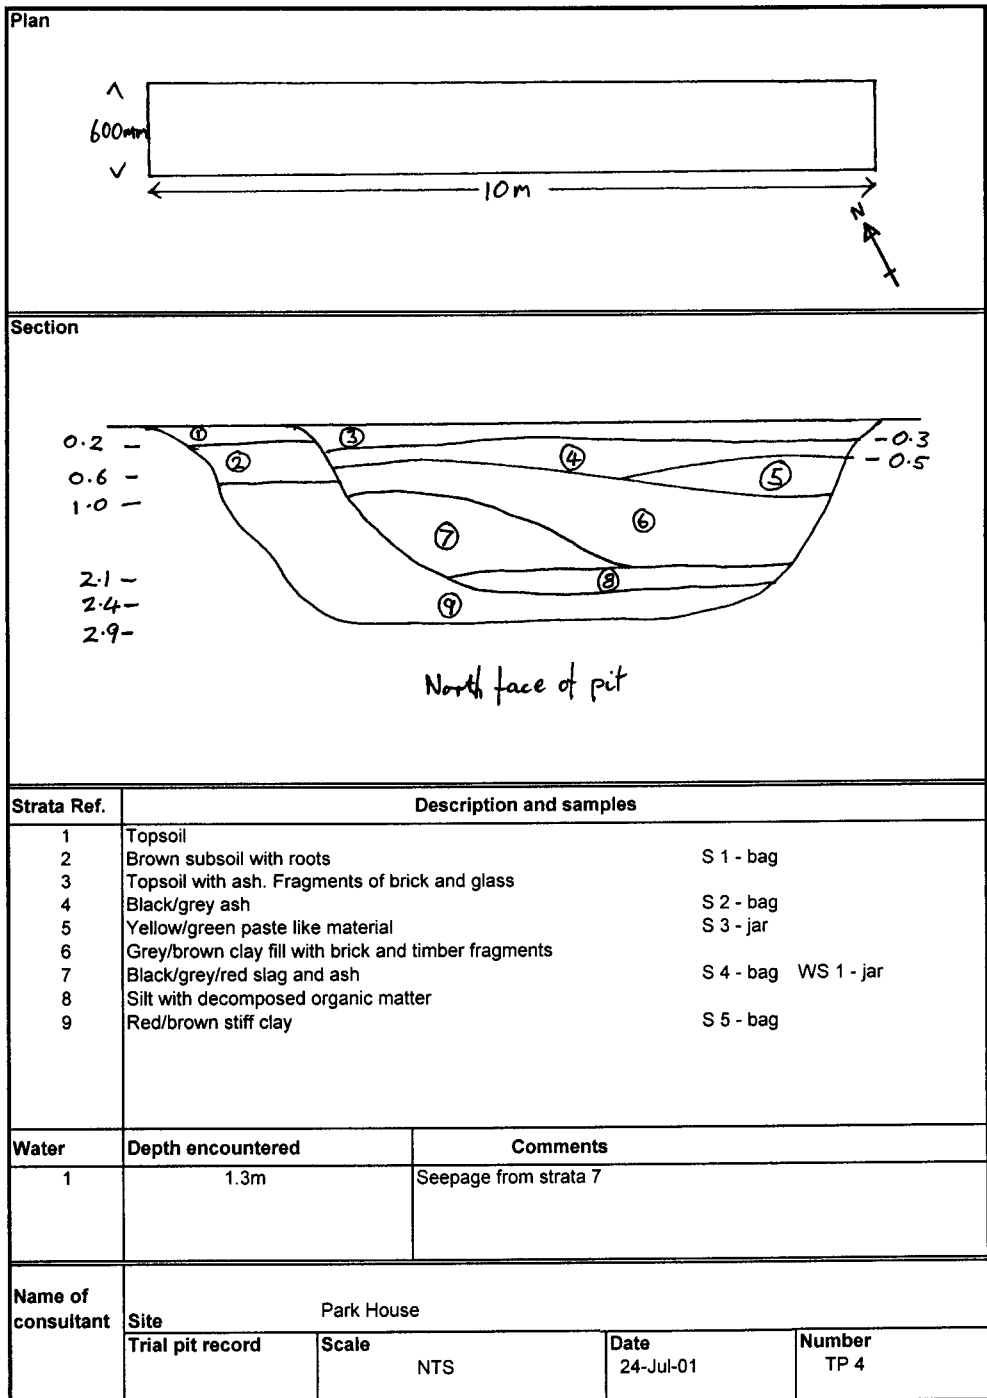 Plan
600mm
10m
N
Section
0.2
0.6
1.0
2.1
2.4
2.9
0.3
0.5
1
2
3
4
5
6
7
8
9
North face of pit
Strata Ref. Description and samples
1 Topsoil
2 Brown subsoil with roots S 1 - bag
3 Topsoil with ash. Fragments of brick and glass
4 Black/grey ash S 2 - bag
5 Yellow/green paste like material S 3 - jar
6 Grey/brown clay fill with brick and timber fragments
7 Black/grey/red slag and ash S 4 - bag WS 1 - jar
8 Silt with decomposed organic matter
9 Red/brown stiff clay S 5 - bag
Water Depth encountered Comments
1 1.3m Seepage from strata 7
Name of
consultant
Site Park House
Trial pit record Scale Date Number
NTS 24-Jul-01 TP 4